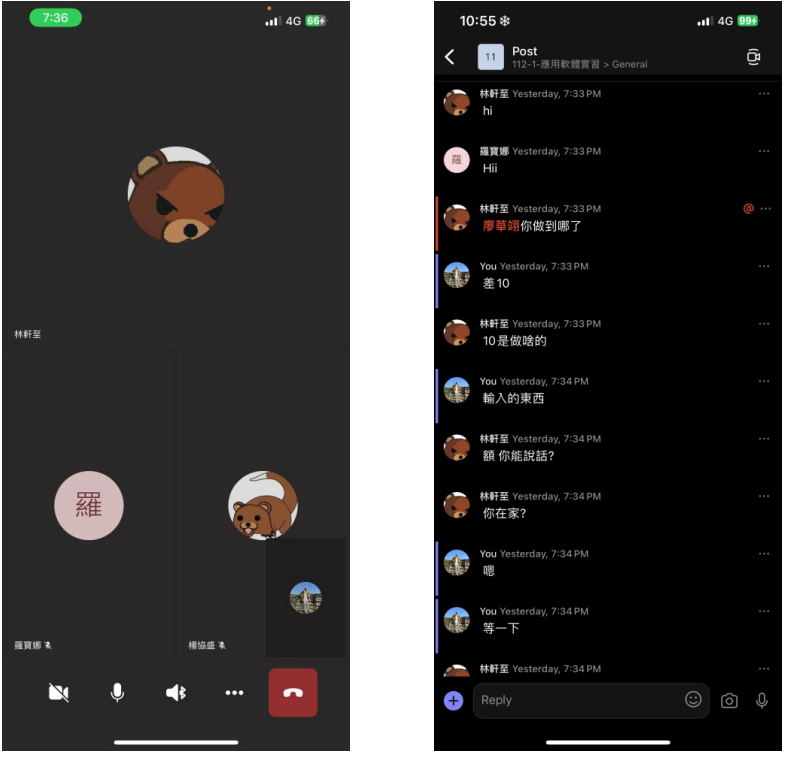 7:36
4G 66
林軒至
羅
羅寶娜
楊協盛
10:55
4G 99
11
Post
112-1-應用軟體實習 > General
林軒至 Yesterday, 7:33 PM
hi
羅
羅寶娜 Yesterday, 7:33 PM
Hii
林軒至 Yesterday, 7:33 PM
@
廖華翊你做到哪了
You Yesterday, 7:33 PM
差10
林軒至 Yesterday, 7:33 PM
10是做啥的
You Yesterday, 7:34 PM
輸入的東西
林軒至 Yesterday, 7:34 PM
額 你能說話?
林軒至 Yesterday, 7:34 PM
你在家?
You Yesterday, 7:34 PM
嗯
You Yesterday, 7:34 PM
等一下
林軒至 Yesterday, 7:34 PM
Reply